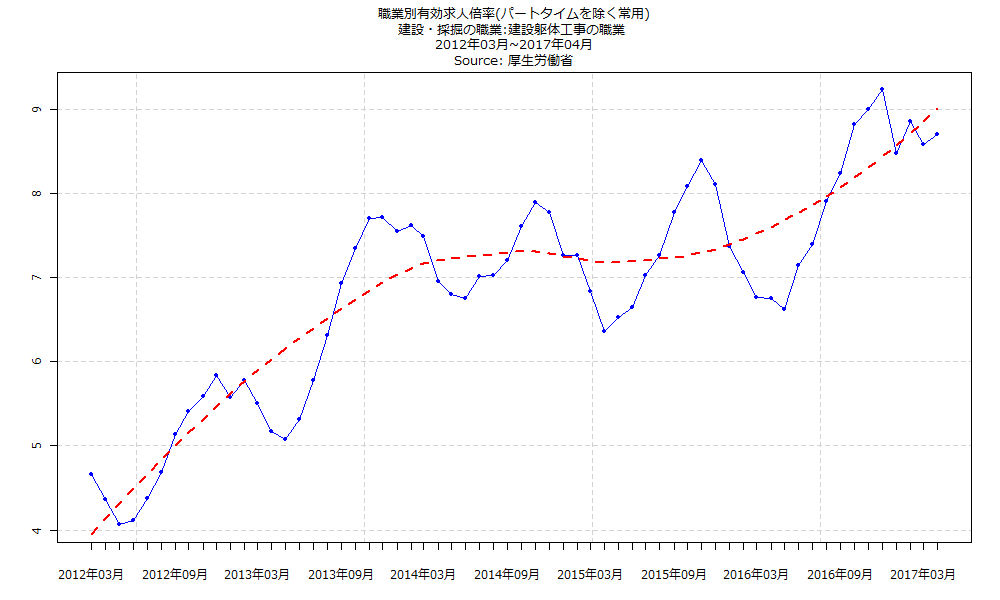 職業別有効求人倍率(パートタイムを除く常用)
建設・採掘の職業:建設躯体工事の職業
2012年03月~2017年04月
Source: 厚生労働省
9
8
7
6
5
4
2012年03月 2012年09月 2013年03月 2013年09月 2014年03月 2014年09月 2015年03月 2015年09月 2016年03月 2016年09月 2017年03月